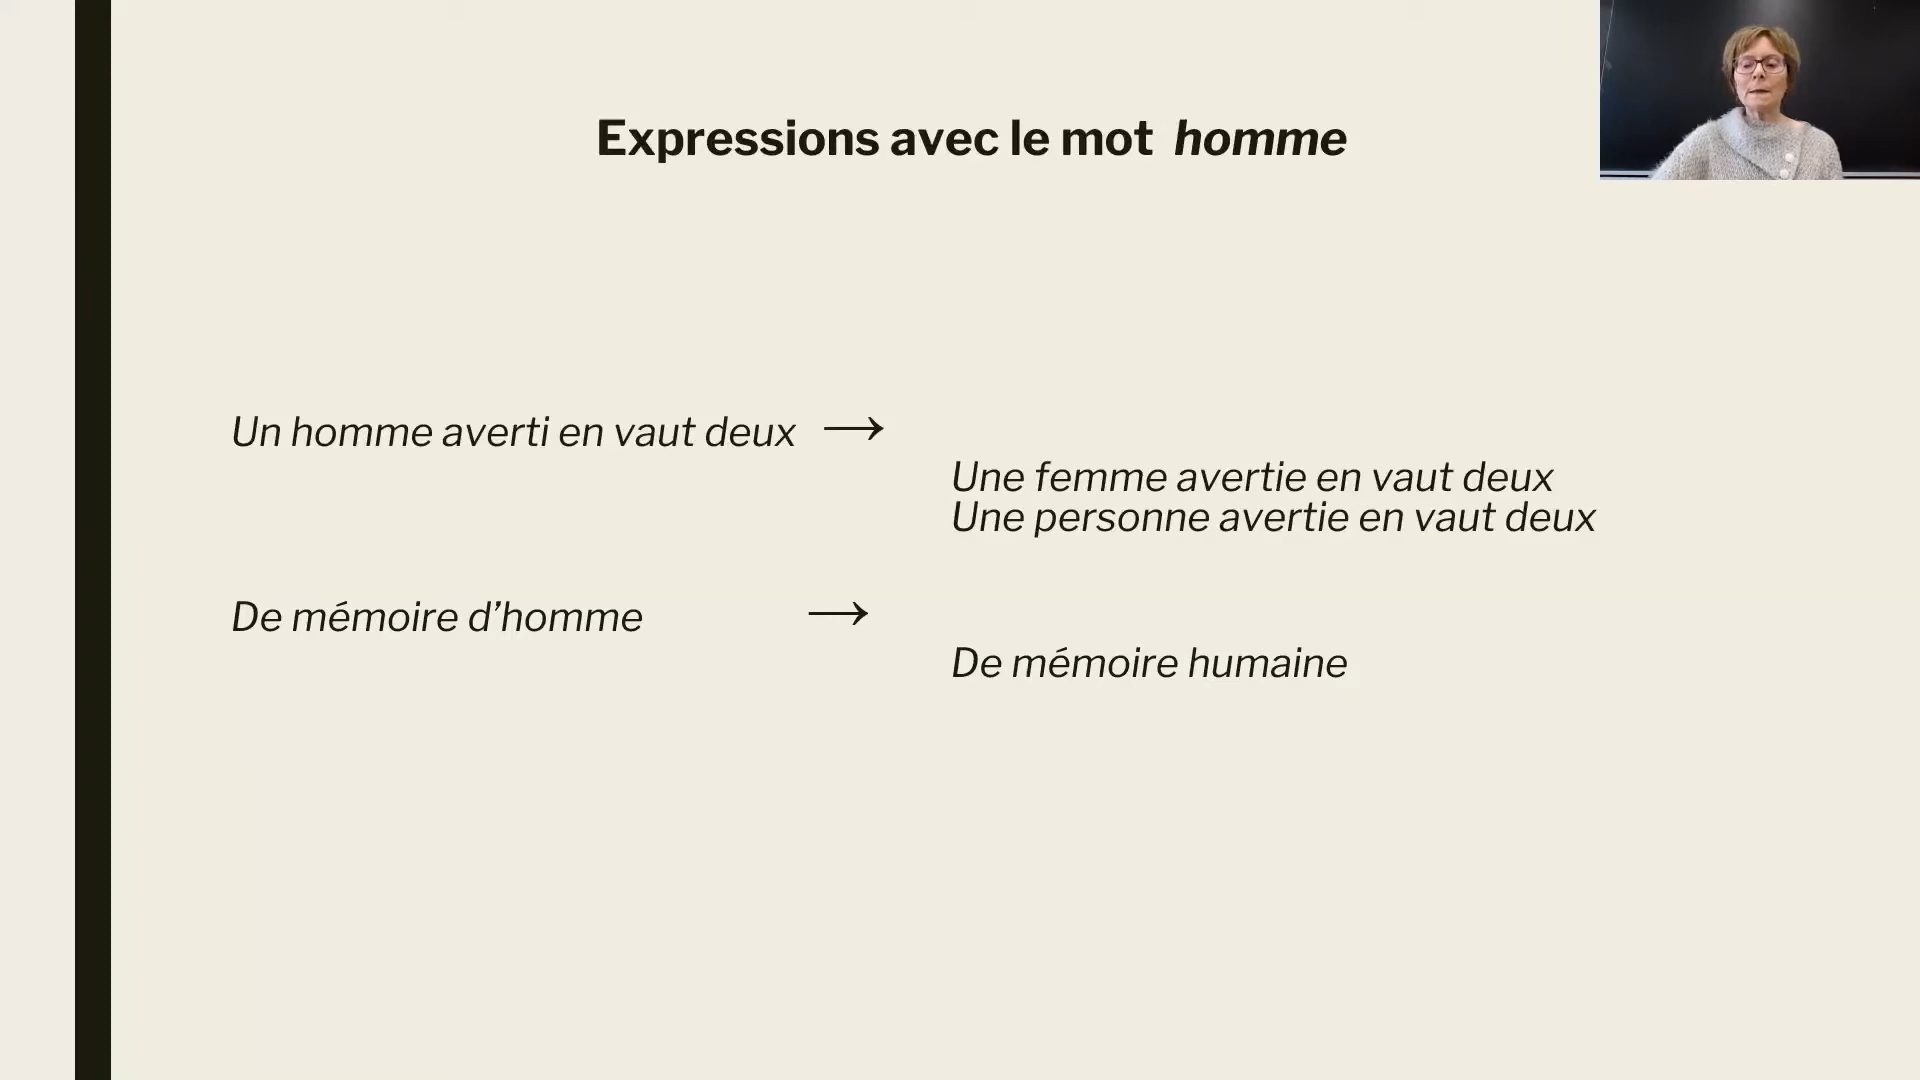 Expressions avec le mot homme
Un homme averti en vaut deux →
Une femme avertie en vaut deux
Une personne avertie en vaut deux
De mémoire d’homme →
De mémoire humaine